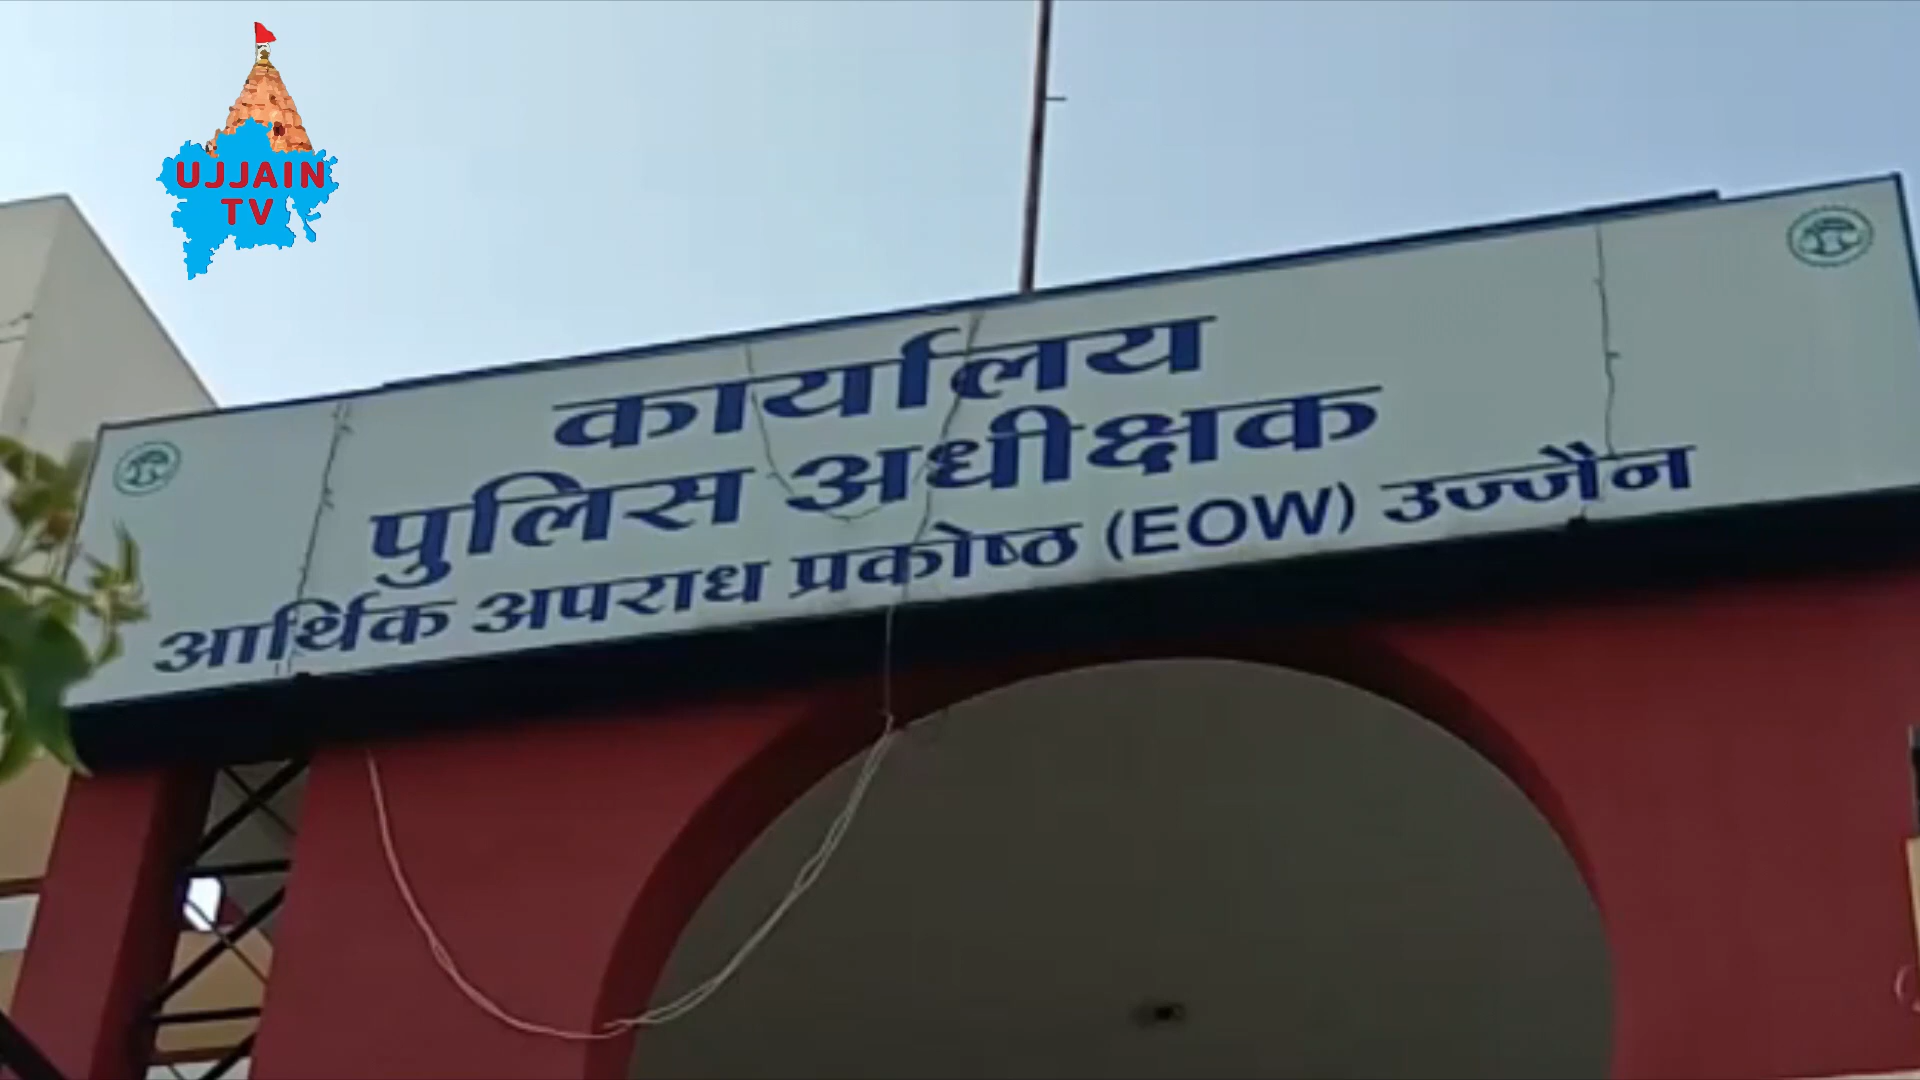 UJJAIN
TV
कार्यालय
पुलिस अधीक्षक
आर्थिक अपराध प्रकोष्ठ (EOW) उज्जैन